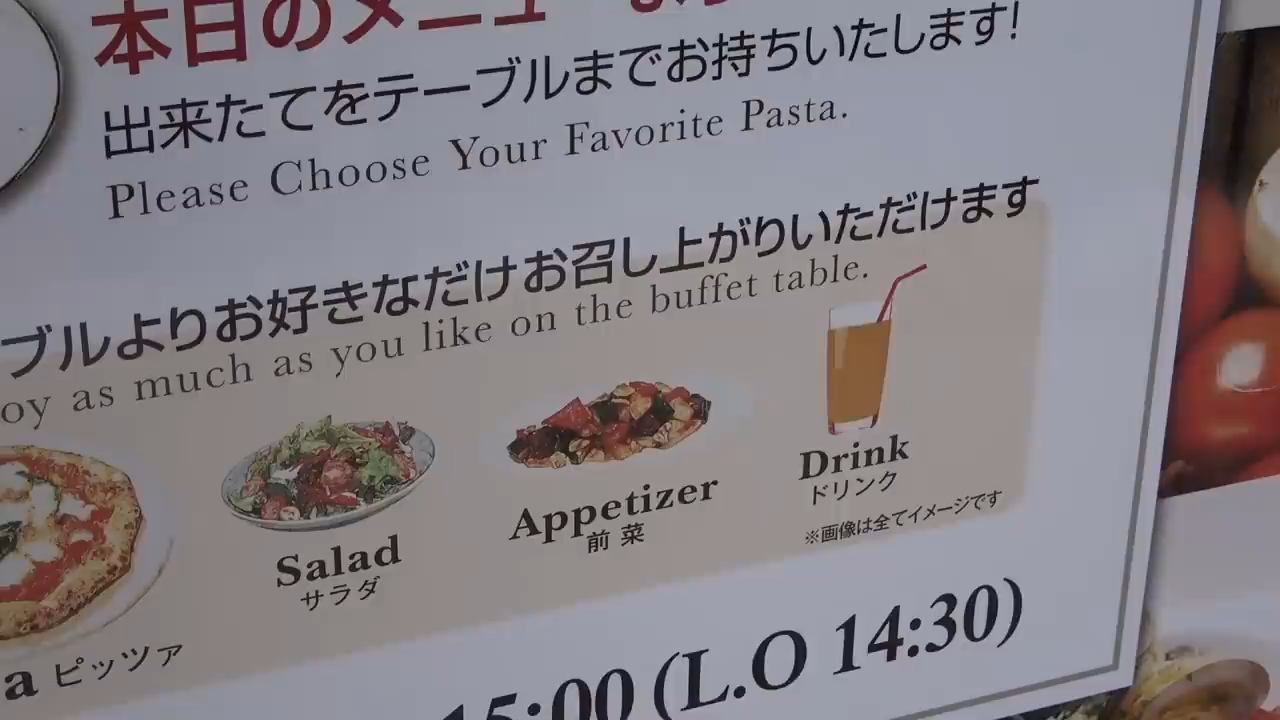 本日のメニュー
出来たてをテーブルまでお持ちいたします!
Please Choose Your Favorite Pasta.
ブルよりお好きなだけお召し上がりいただけます
oy as much as you like on the buffet table.
Drink
ドリンク
Appetizer
前菜
※画像は全てイメージです
Salad
サラダ
a ピッツァ
15:00 (L.O 14:30)